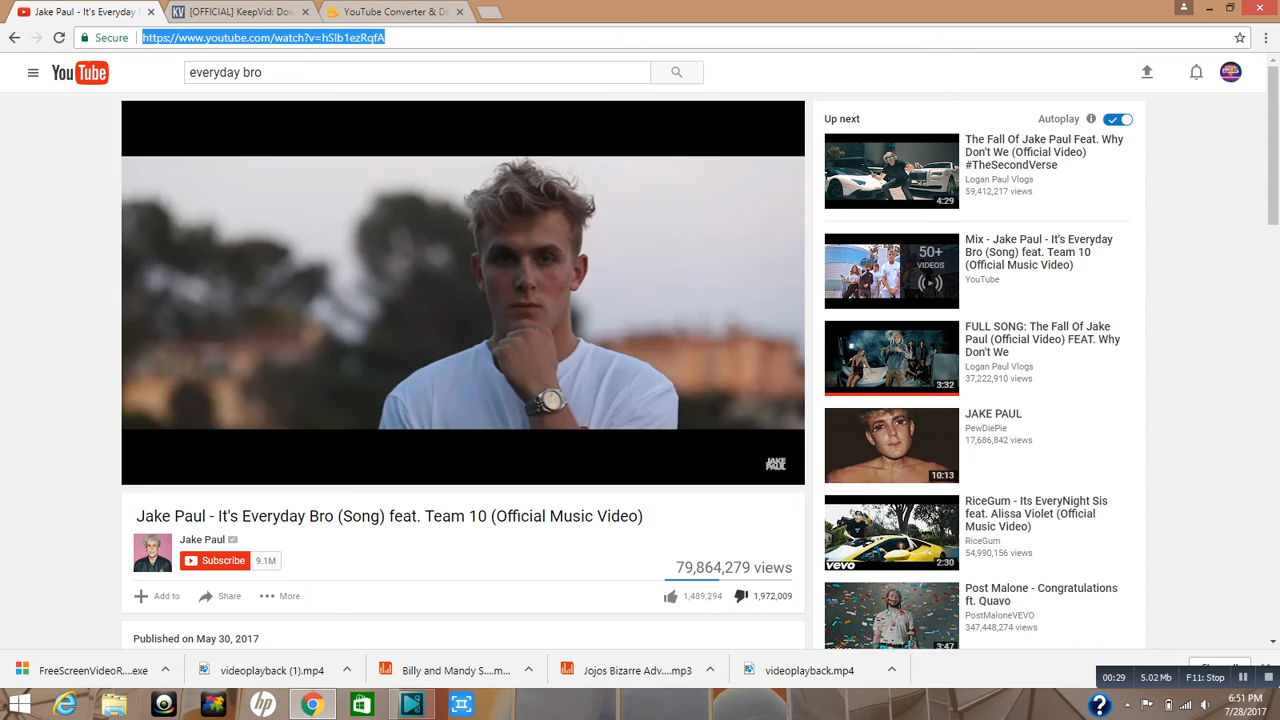 Jake Paul - It's Everyday B
[OFFICIAL] KeepVid: Dow
YouTube Converter & Do
Secure
https://www.youtube.com/watch?v=hSlb1ezRqfA
YouTube
everyday bro
JAKE PAUL
Jake Paul - It's Everyday Bro (Song) feat. Team 10 (Official Music Video)
Jake Paul
Subscribe 9.1M
79,864,279 views
Add to Share More
1,489,294 1,972,009
Published on May 30, 2017
Up next
Autoplay
4:29
The Fall Of Jake Paul Feat. Why
Don't We (Official Video)
#TheSecondVerse
Logan Paul Vlogs
59,412,217 views
50+
VIDEOS
Mix - Jake Paul - It's Everyday
Bro (Song) feat. Team 10
(Official Music Video)
YouTube
3:32
FULL SONG: The Fall Of Jake
Paul (Official Video) FEAT. Why
Don't We
Logan Paul Vlogs
37,222,910 views
10:13
JAKE PAUL
PewDiePie
17,686,842 views
vevo 2:30
RiceGum - Its EveryNight Sis
feat. Alissa Violet (Official
Music Video)
RiceGum
54,990,156 views
3:47
Post Malone - Congratulations
ft. Quavo
PostMaloneVEVO
347,448,274 views
FreeScreenVideoR....exe
videoplayback (1).mp4
Billy and Mandy S....m
Jojos Bizarre Adv....mp3
videoplayback.mp4
00:29 5.02 Mb F11: Stop
6:51 PM
7/28/2017